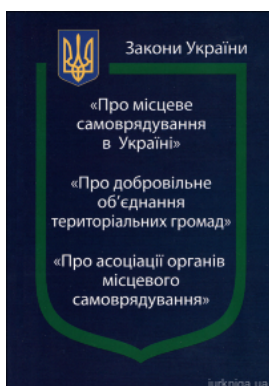 Закони України
«Про місцеве
самоврядування
в Україні»
«Про добровільне
об'єднання
територіальних громад»
«Про асоціації органів
місцевого
самоврядування»
jurkniga.ua